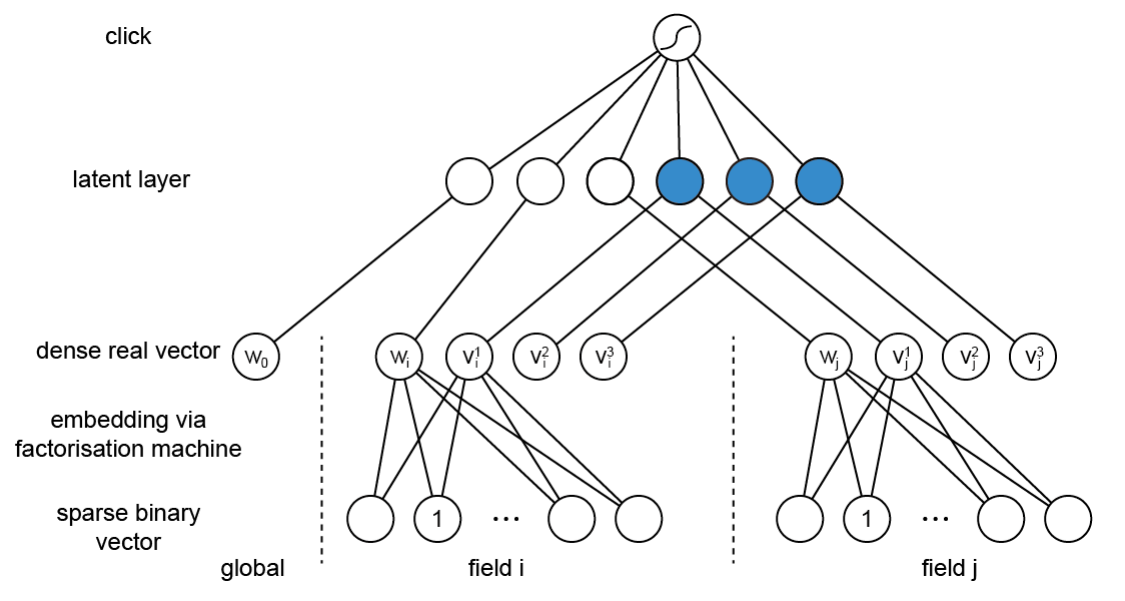 click
latent layer
dense real vector
w₀
wᵢ
vᵢ¹
vᵢ²
vᵢ³
wⱼ
vⱼ¹
vⱼ²
vⱼ³
embedding via
factorisation machine
sparse binary
vector
1
...
1
...
global
field i
field j